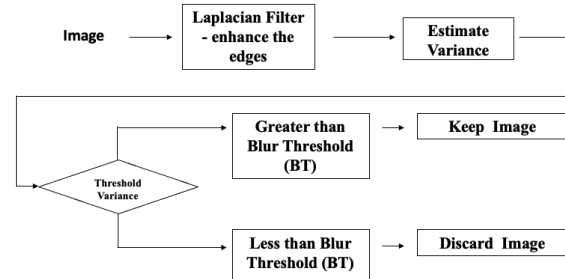 Image
Laplacian Filter
- enhance the
edges
Estimate
Variance
Threshold
Variance
Greater than
Blur Threshold
(BT)
Keep Image
Less than Blur
Threshold (BT)
Discard Image